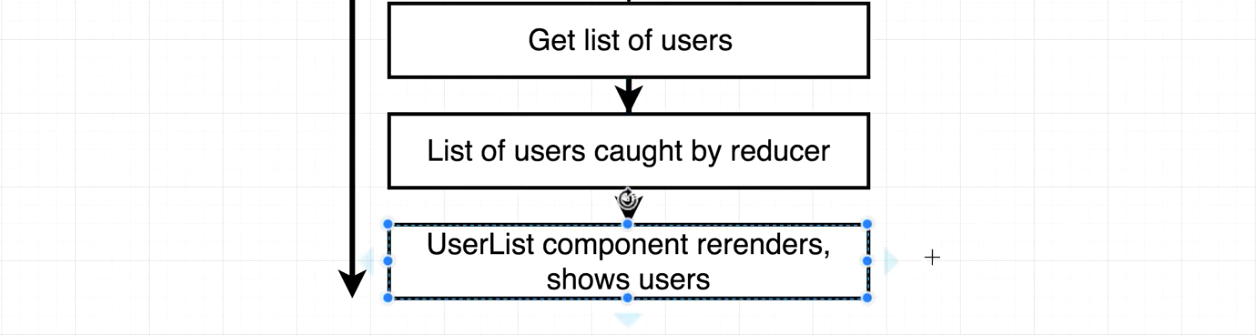 Get list of users
List of users caught by reducer
UserList component rerenders,
shows users